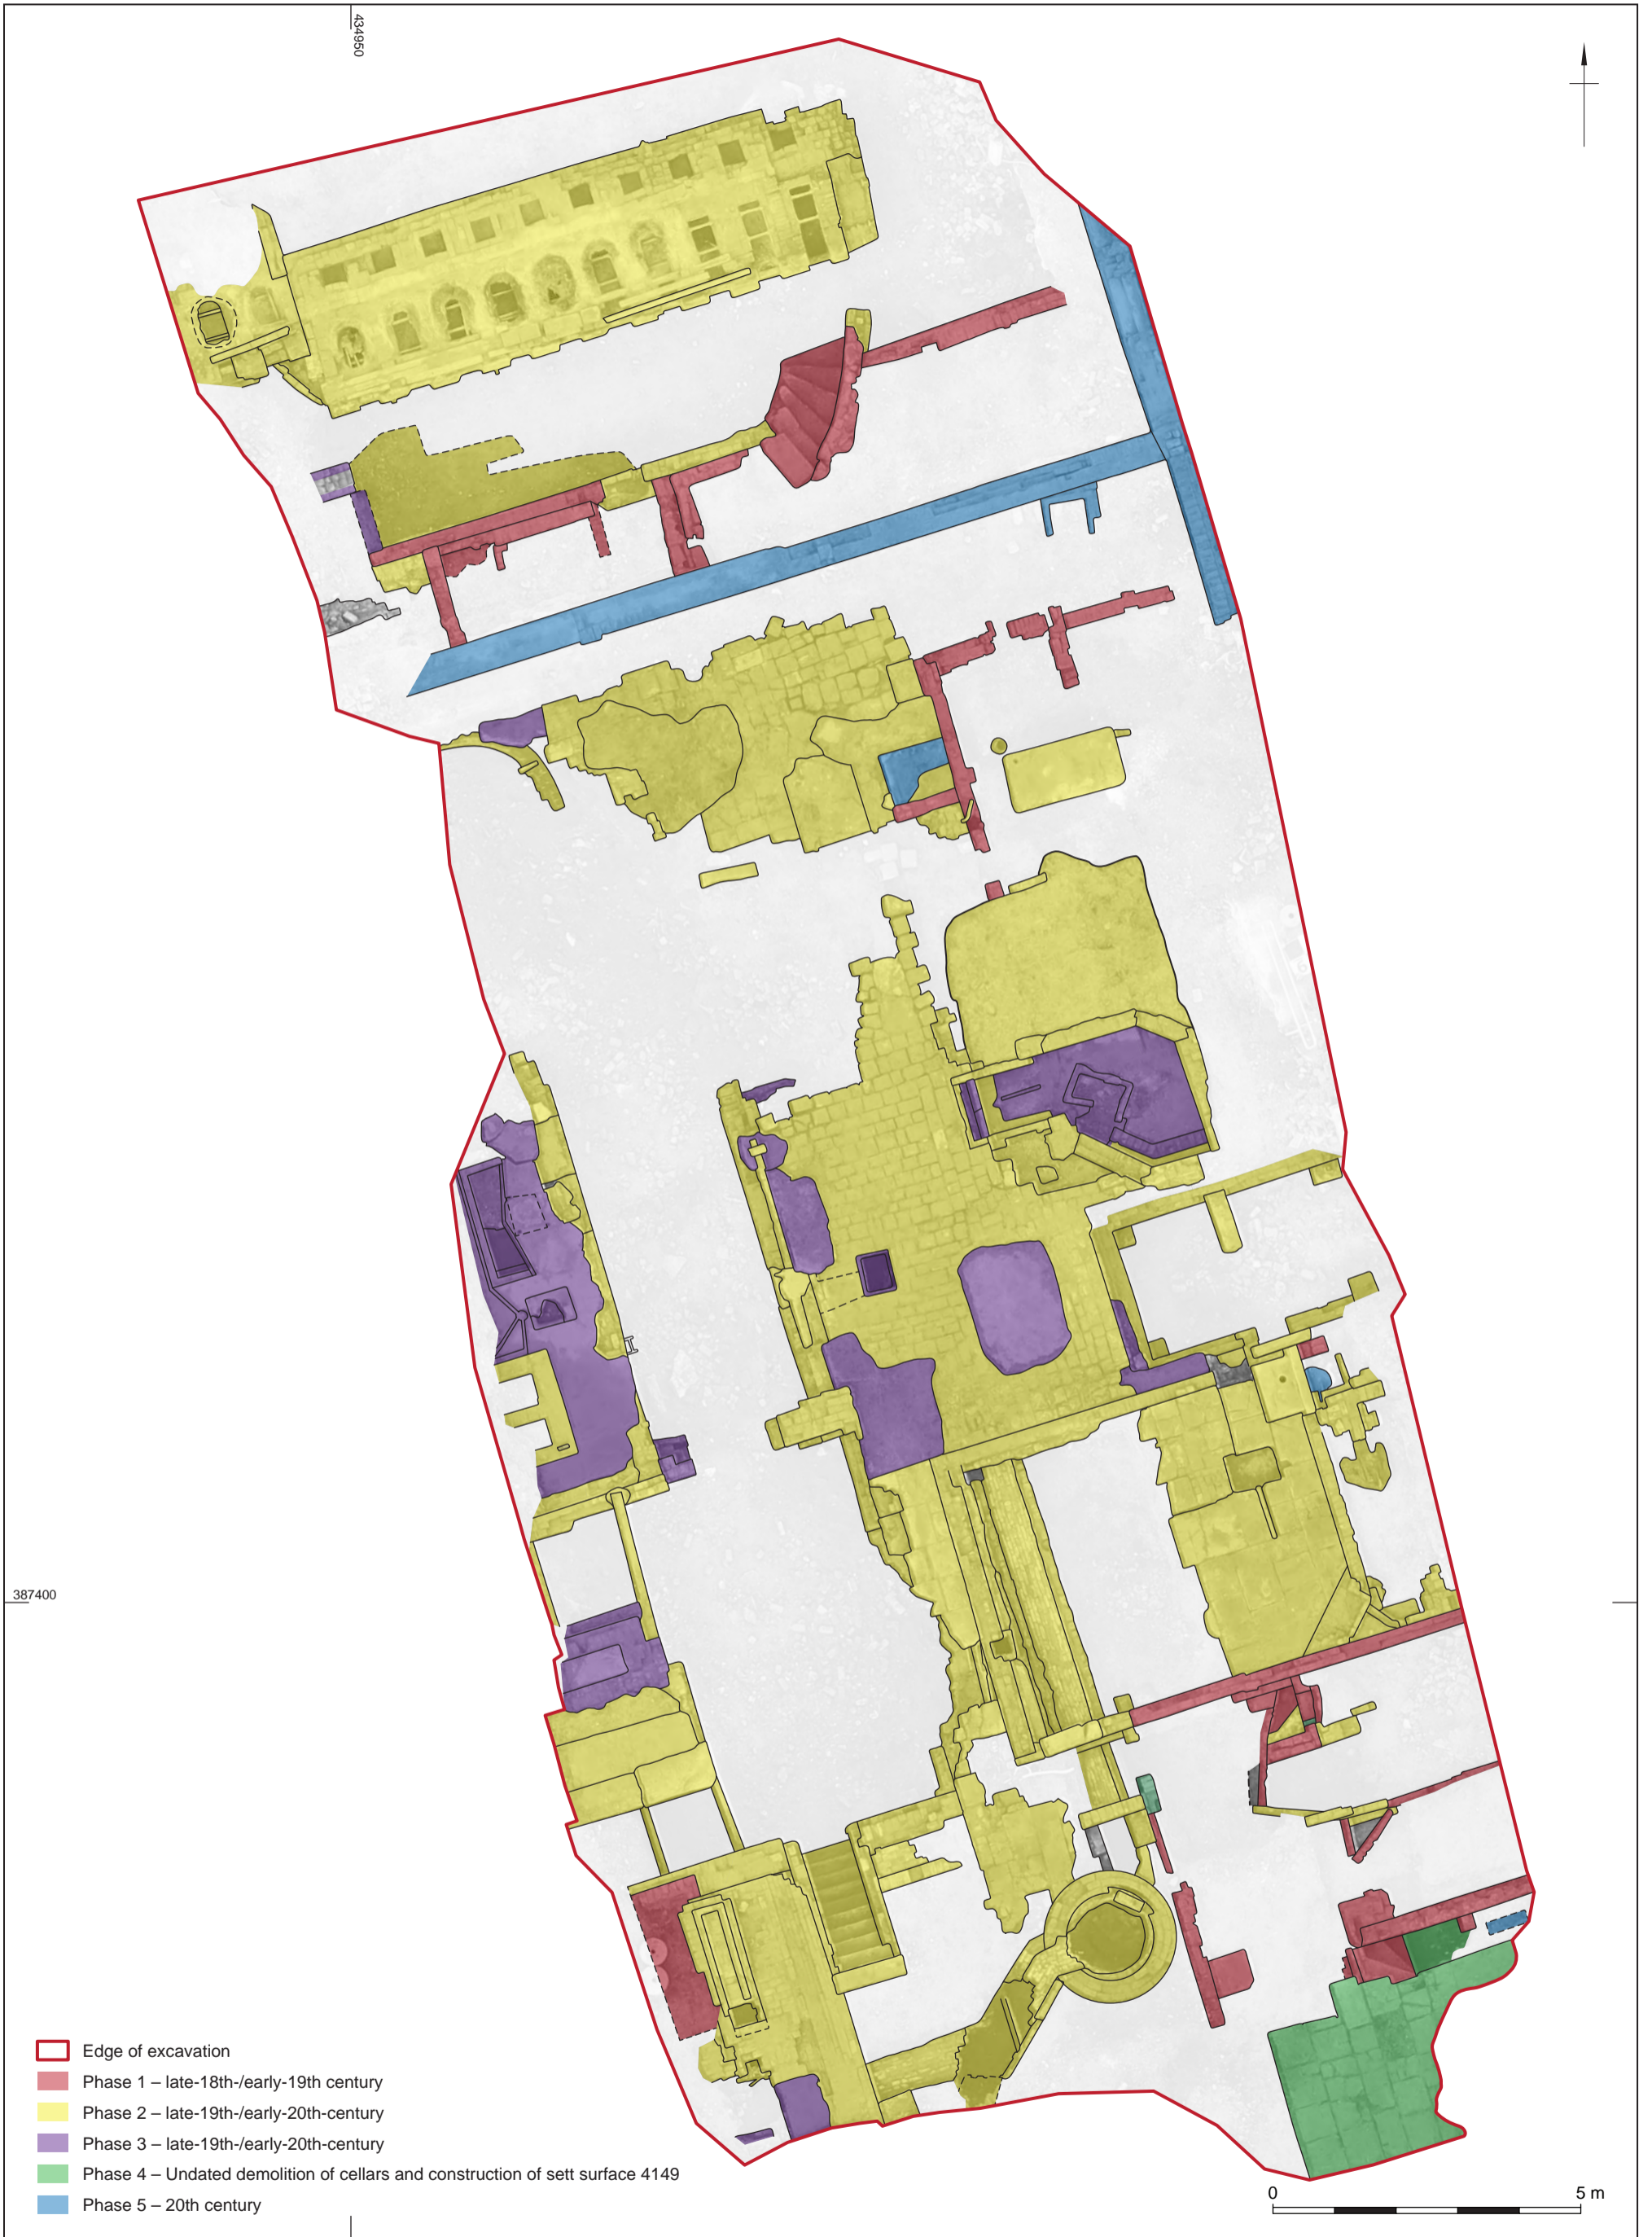 434950
387400
Edge of excavation
Phase 1 – late-18th-/early-19th century
Phase 2 – late-19th-/early-20th-century
Phase 3 – late-19th-/early-20th-century
Phase 4 – Undated demolition of cellars and construction of sett surface 4149
Phase 5 – 20th century
0 5 m